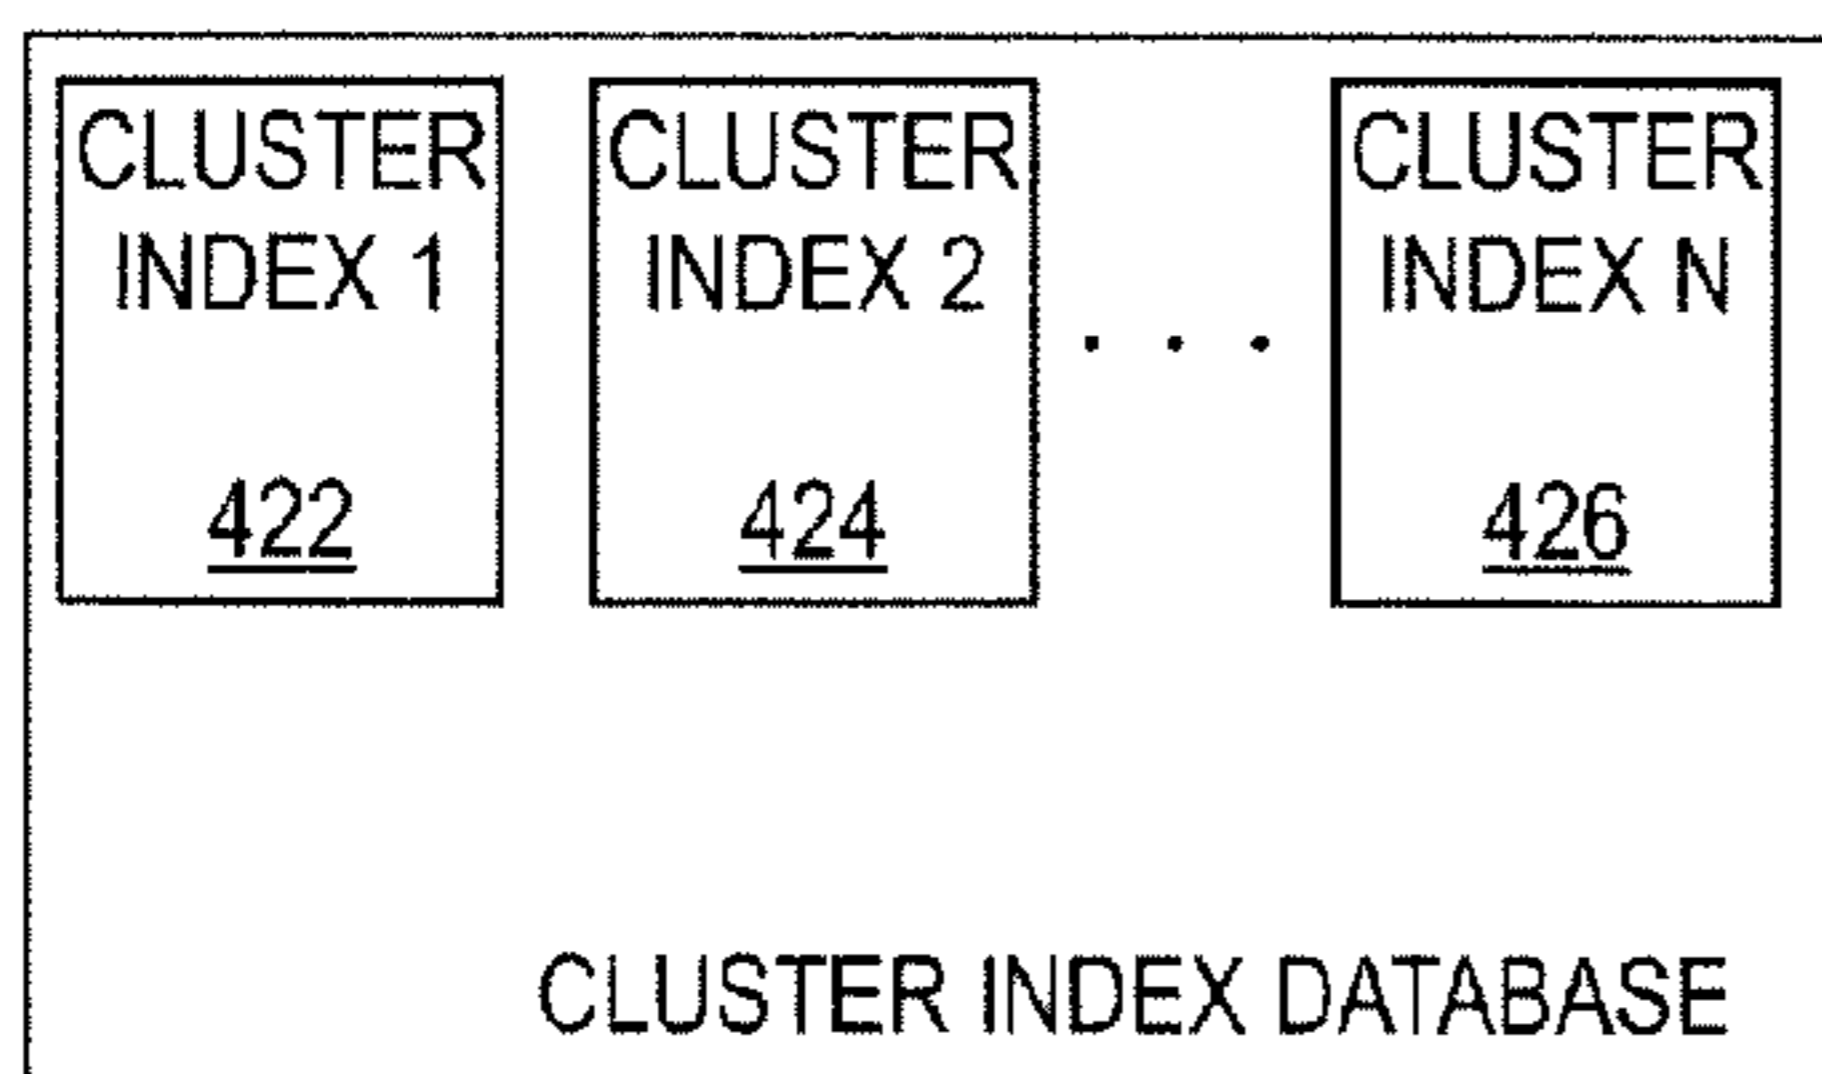 CLUSTER
INDEX 1
422
CLUSTER
INDEX 2
424
. . .
CLUSTER
INDEX N
426
CLUSTER INDEX DATABASE